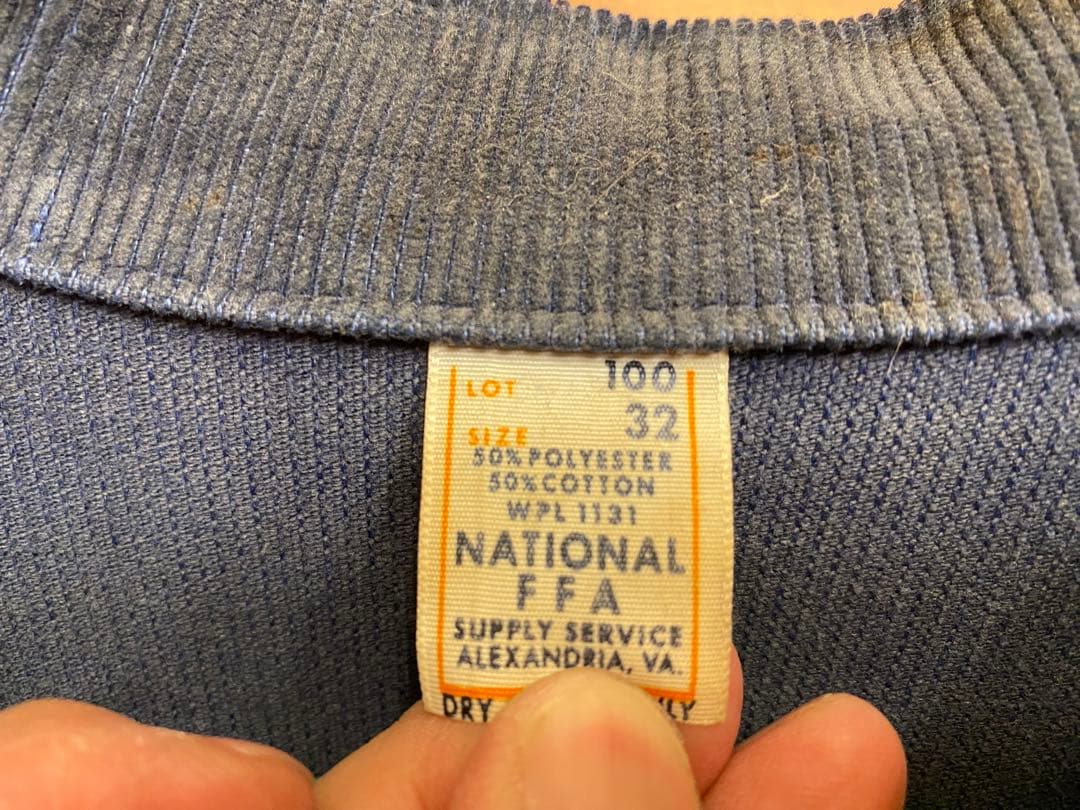 LOT 100
SIZE 32
50% POLYESTER
50% COTTON
WPL 1131
NATIONAL
FFA
SUPPLY SERVICE
ALEXANDRIA, VA.
DRY